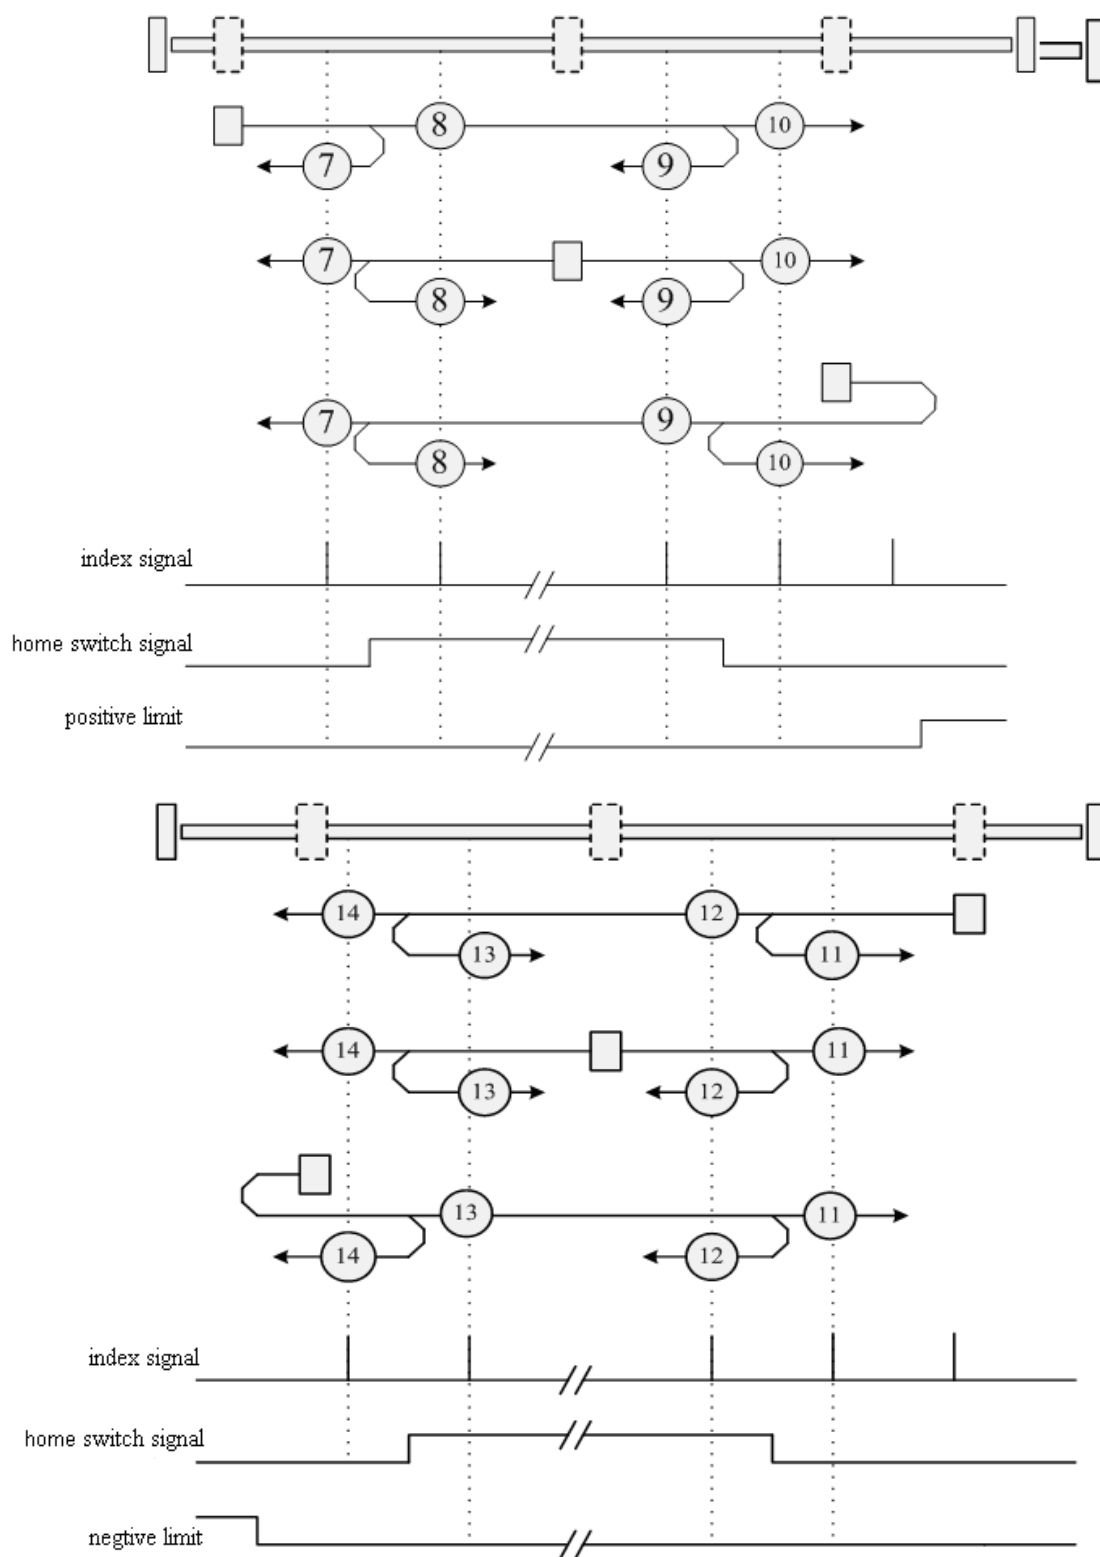 8 10
7 9
7 10
8 9
7 9
8 10
index signal
home switch signal
positive limit
14 12
13 11
14 11
13 12
13 11
14 12
index signal
home switch signal
negtive limit